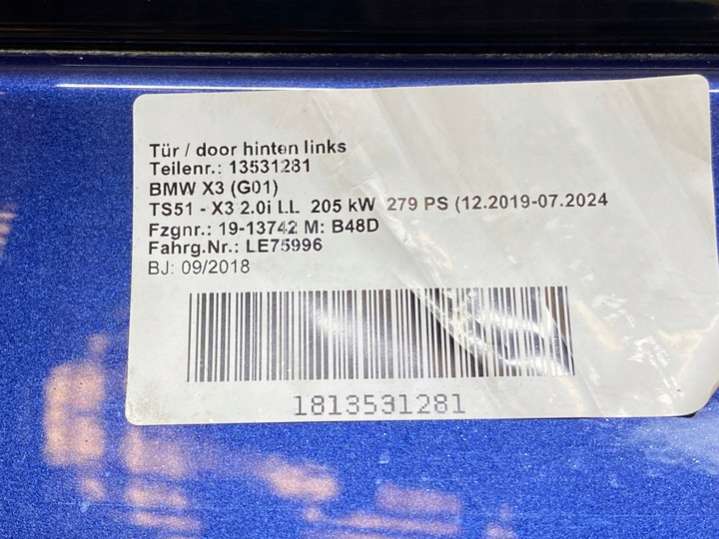 Tür / door hinten links
Teilenr.: 13531281
BMW X3 (G01)
TS51 - X3 2.0i LL 205 kW 279 PS (12.2019-07.2024
Fzgnr.: 19-13742 M: B48D
Fahrg.Nr.: LE75996
BJ: 09/2018
1813531281